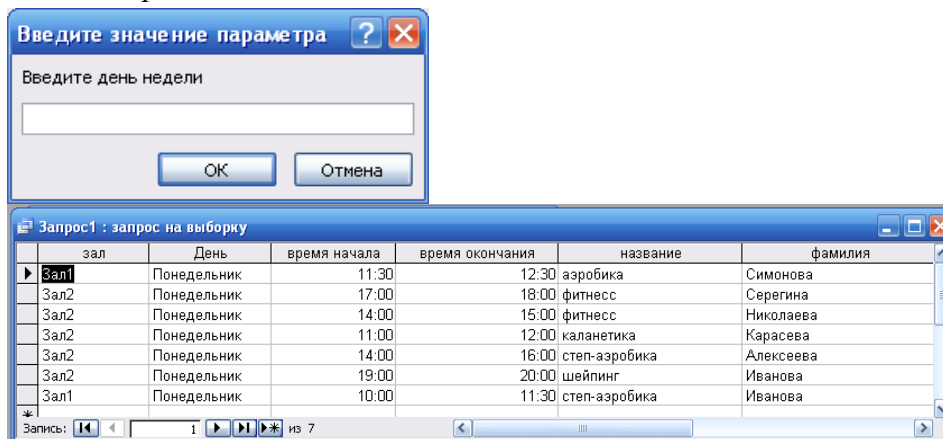 Введите значение параметра
Введите день недели
ОК Отмена
Запрос1 : запрос на выборку
зал День время начала время окончания название фамилия
Зал1 Понедельник 11:30 12:30 аэробика Симонова
Зал2 Понедельник 17:00 18:00 фитнесс Серегина
Зал2 Понедельник 14:00 15:00 фитнесс Николаева
Зал2 Понедельник 11:00 12:00 каланетика Карасева
Зал2 Понедельник 14:00 16:00 степ-аэробика Алексеева
Зал2 Понедельник 19:00 20:00 шейпинг Иванова
Зал1 Понедельник 10:00 11:30 степ-аэробика Иванова
Запись: 1 из 7